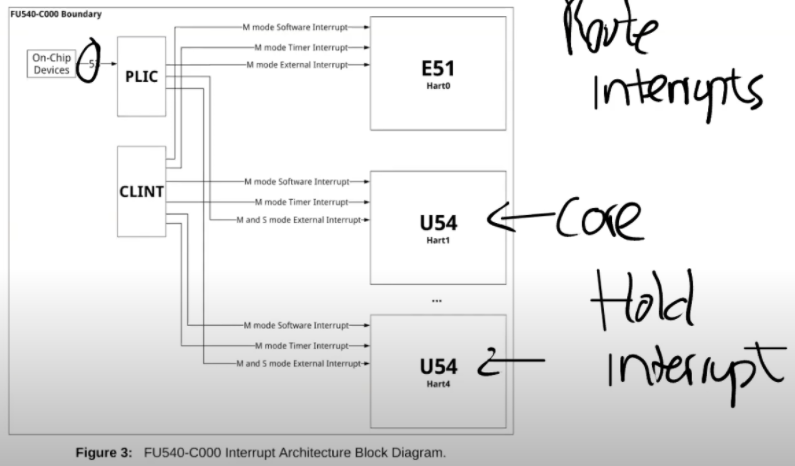 FU540-C000 Boundary
On-Chip
Devices
PLIC
CLINT
M mode Software Interrupt
M mode Timer Interrupt
M mode External Interrupt
E51
Hart0
M mode Software Interrupt
M mode Timer Interrupt
M and S mode External Interrupt
U54
Hart1
...
M mode Software Interrupt
M mode Timer Interrupt
M and S mode External Interrupt
U54
Hart4
Route
Interrupts
Core
Hold
interrupt
Figure 3: FU540-C000 Interrupt Architecture Block Diagram.